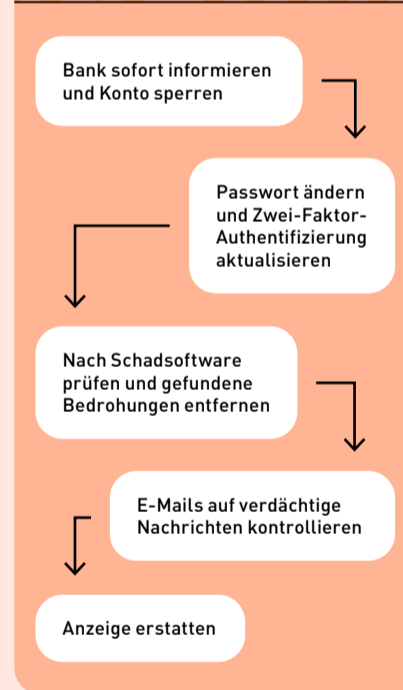 Bank sofort informieren
und Konto sperren
Passwort ändern
und Zwei-Faktor-
Authentifizierung
aktualisieren
Nach Schadsoftware
prüfen und gefundene
Bedrohungen entfernen
E-Mails auf verdächtige
Nachrichten kontrollieren
Anzeige erstatten